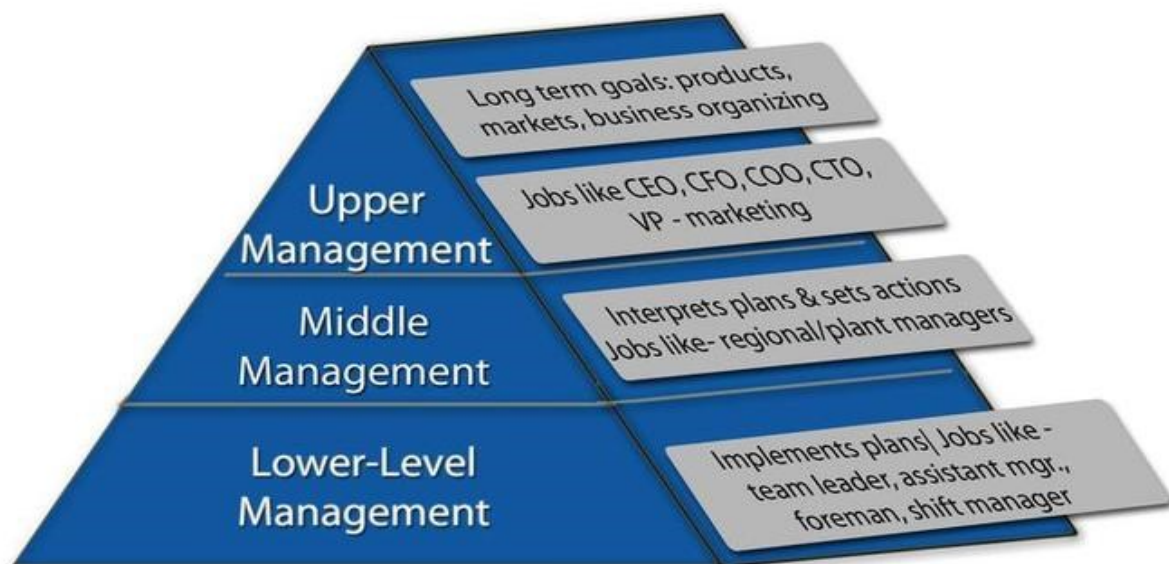 Long term goals: products,
markets, business organizing
Upper
Management
Jobs like CEO, CFO, COO, CTO,
VP - marketing
Middle
Management
Interprets plans & sets actions
Jobs like- regional/plant managers
Lower-Level
Management
Implements plans| Jobs like -
team leader, assistant mgr.,
foreman, shift manager